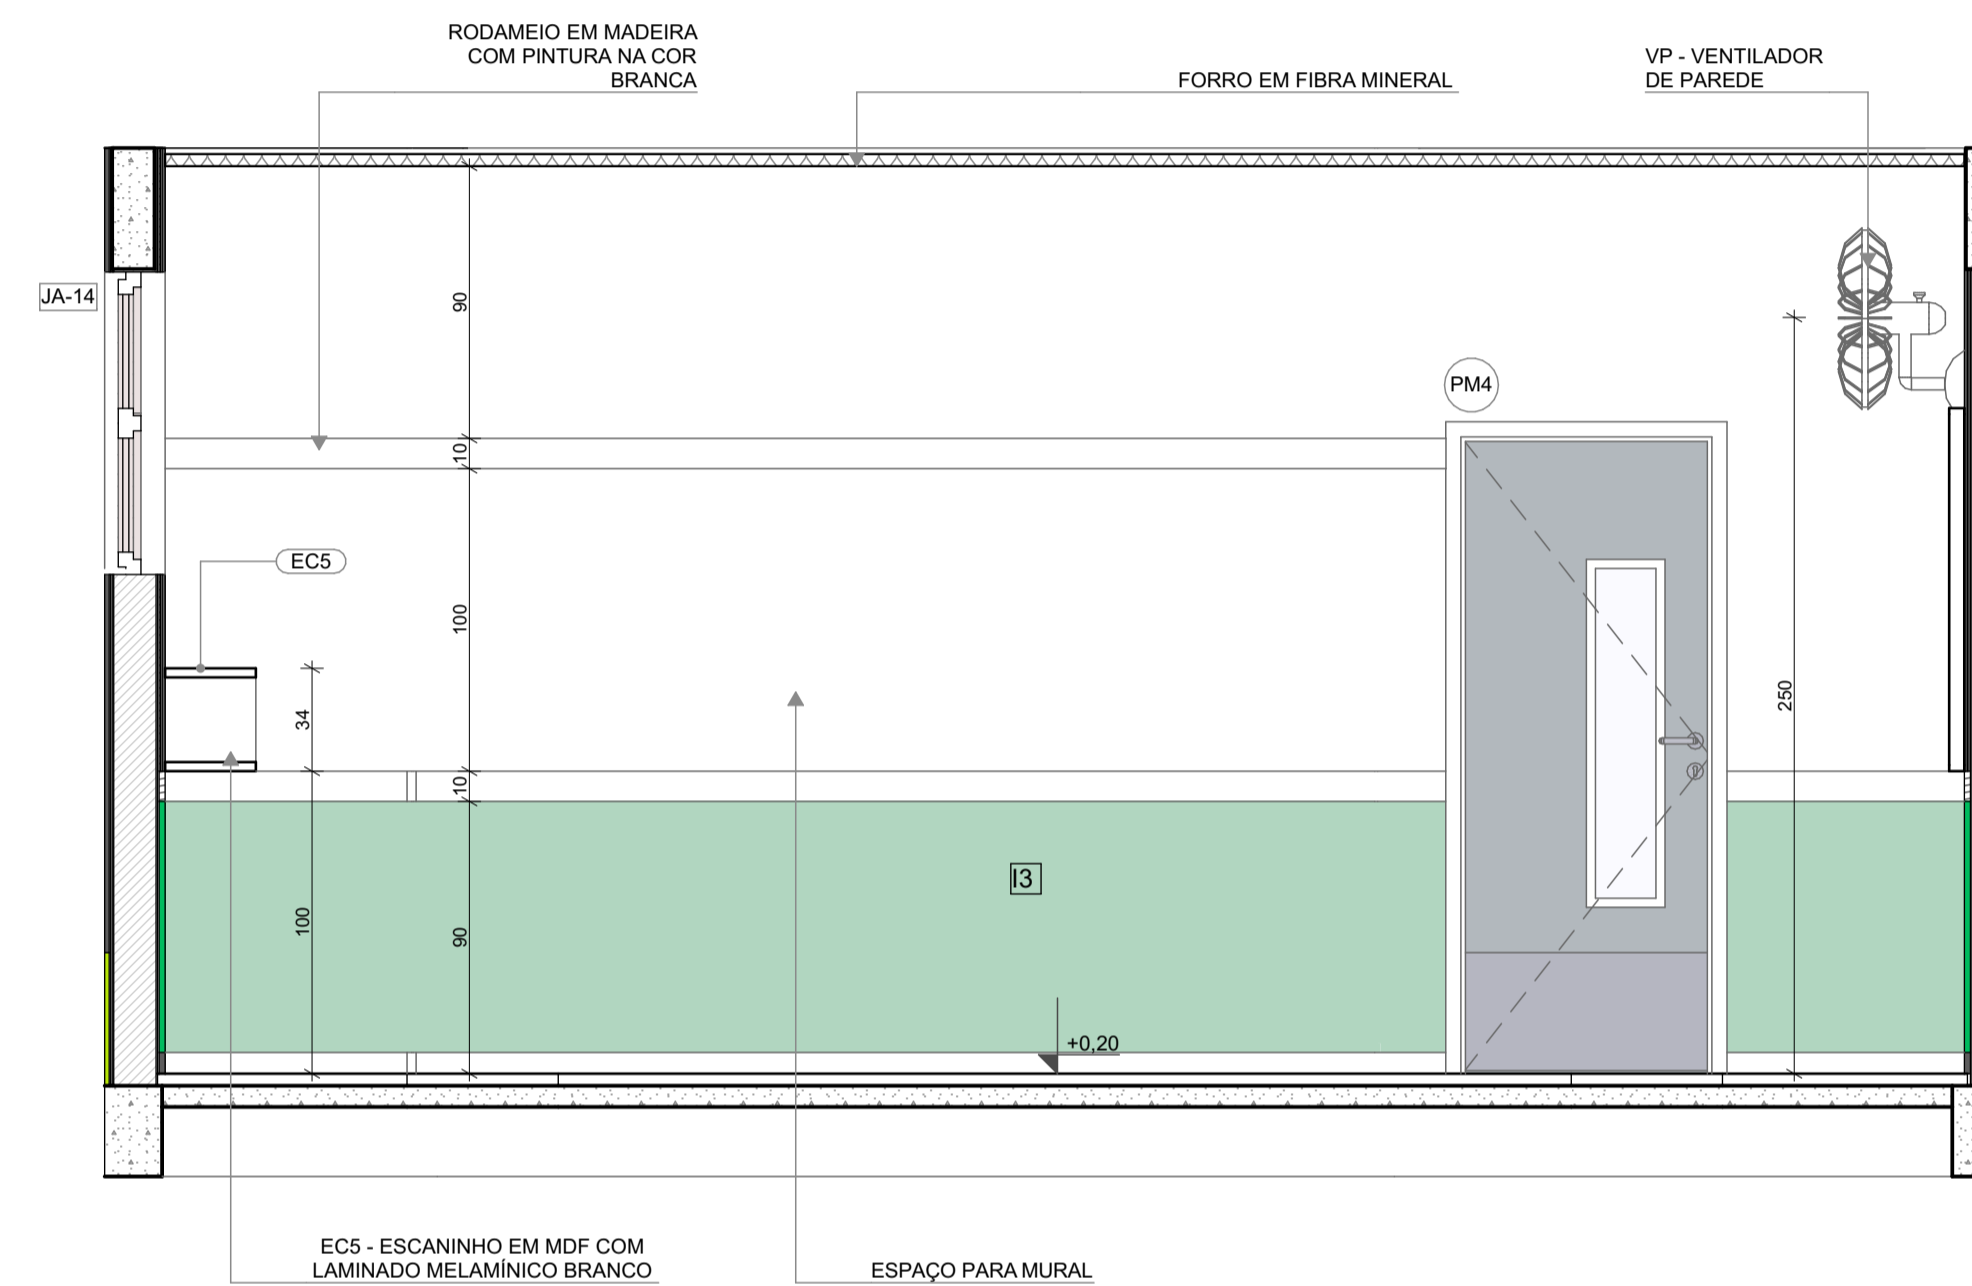 RODAMEIO EM MADEIRA
COM PINTURA NA COR
BRANCA
FORRO EM FIBRA MINERAL
VP - VENTILADOR
DE PAREDE
JA-14
90
PM4
10
EC5
100
34
250
10
I3
100
90
+0,20
EC5 - ESCANINHO EM MDF COM
LAMINADO MELAMÍNICO BRANCO
ESPAÇO PARA MURAL